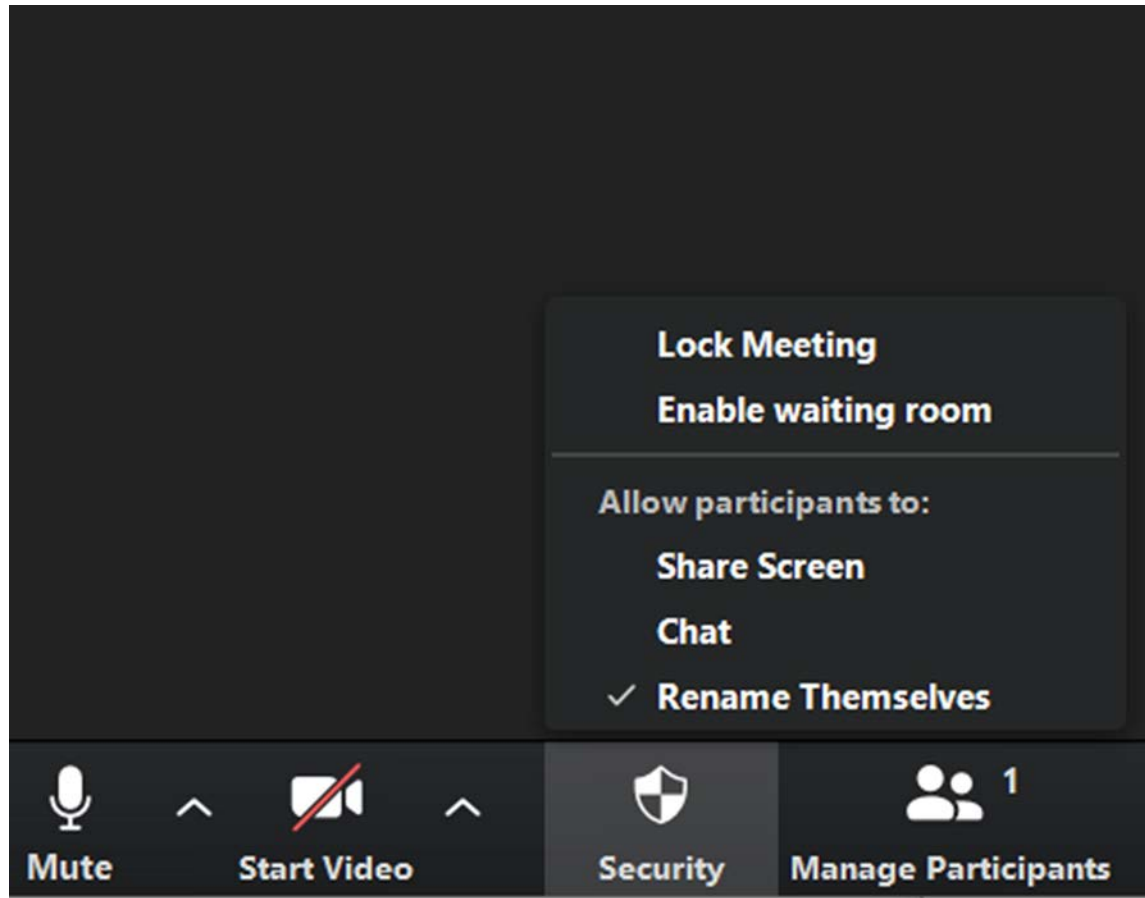 Lock Meeting
Enable waiting room
Allow participants to:
Share Screen
Chat
Rename Themselves
1
Mute
Start Video
Security
Manage Participants